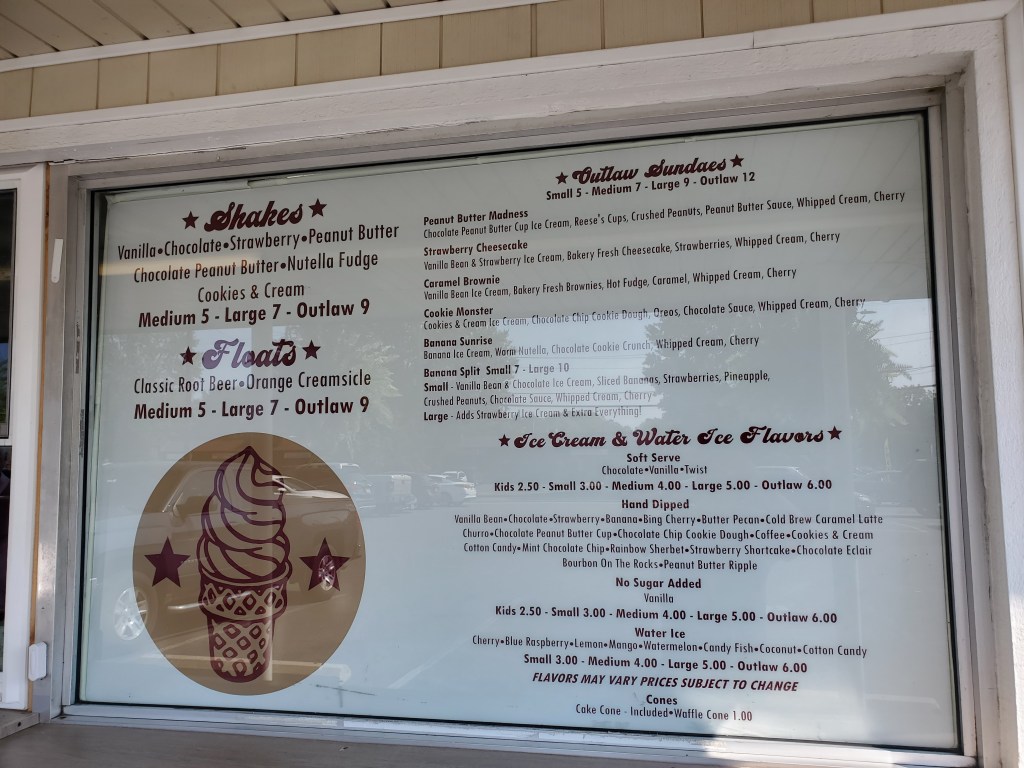 ★ Shakes ★
Vanilla•Chocolate•Strawberry•Peanut Butter
Chocolate Peanut Butter•Nutella Fudge
Cookies & Cream
Medium 5 - Large 7 - Outlaw 9
★ Floats ★
Classic Root Beer•Orange Creamsicle
Medium 5 - Large 7 - Outlaw 9
★ Outlaw Sundaes ★
Small 5 - Medium 7 - Large 9 - Outlaw 12
Peanut Butter Madness
Chocolate Peanut Butter Cup Ice Cream, Reese's Cups, Crushed Peanuts, Peanut Butter Sauce, Whipped Cream, Cherry
Strawberry Cheesecake
Vanilla Bean & Strawberry Ice Cream, Bakery Fresh Cheesecake, Strawberries, Whipped Cream, Cherry
Caramel Brownie
Vanilla Bean Ice Cream, Bakery Fresh Brownies, Hot Fudge, Caramel, Whipped Cream, Cherry
Cookie Monster
Cookies & Cream Ice Cream, Chocolate Chip Cookie Dough, Oreos, Chocolate Sauce, Whipped Cream, Cherry
Banana Sunrise
Banana Ice Cream, Warm Nutella, Chocolate Cookie Crunch, Whipped Cream, Cherry
Banana Split Small 7 - Large 10
Small - Vanilla Bean & Chocolate Ice Cream, Sliced Bananas, Strawberries, Pineapple,
Crushed Peanuts, Chocolate Sauce, Whipped Cream, Cherry
Large - Adds Strawberry Ice Cream & Extra Everything!
★ Ice Cream & Water Ice Flavors ★
Soft Serve
Chocolate•Vanilla•Twist
Kids 2.50 - Small 3.00 - Medium 4.00 - Large 5.00 - Outlaw 6.00
Hand Dipped
Vanilla Bean•Chocolate•Strawberry•Banana•Bing Cherry•Butter Pecan•Cold Brew Caramel Latte
Churro•Chocolate Peanut Butter Cup•Chocolate Chip Cookie Dough•Coffee•Cookies & Cream
Cotton Candy•Mint Chocolate Chip•Rainbow Sherbet•Strawberry Shortcake•Chocolate Eclair
Bourbon On The Rocks•Peanut Butter Ripple
No Sugar Added
Vanilla
Kids 2.50 - Small 3.00 - Medium 4.00 - Large 5.00 - Outlaw 6.00
Water Ice
Cherry•Blue Raspberry•Lemon•Mango•Watermelon•Candy Fish•Coconut•Cotton Candy
Small 3.00 - Medium 4.00 - Large 5.00 - Outlaw 6.00
FLAVORS MAY VARY PRICES SUBJECT TO CHANGE
Cones
Cake Cone - Included•Waffle Cone 1.00